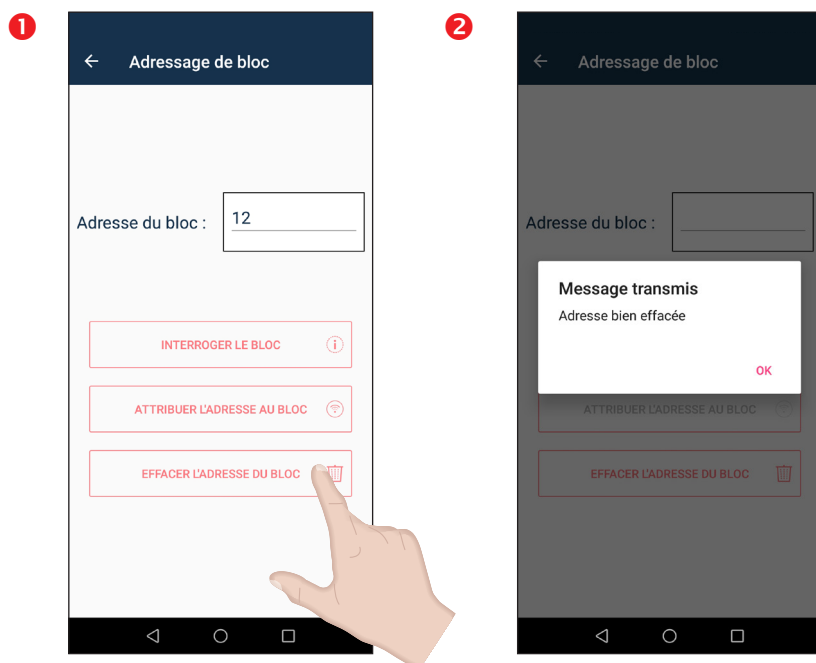 1
Adressage de bloc
Adresse du bloc :
12
INTERROGER LE BLOC
ATTRIBUER L'ADRESSE AU BLOC
EFFACER L'ADRESSE DU BLOC
2
Adressage de bloc
Adresse du bloc :
Message transmis
Adresse bien effacée
OK
ATTRIBUER L'ADRESSE AU BLOC
EFFACER L'ADRESSE DU BLOC